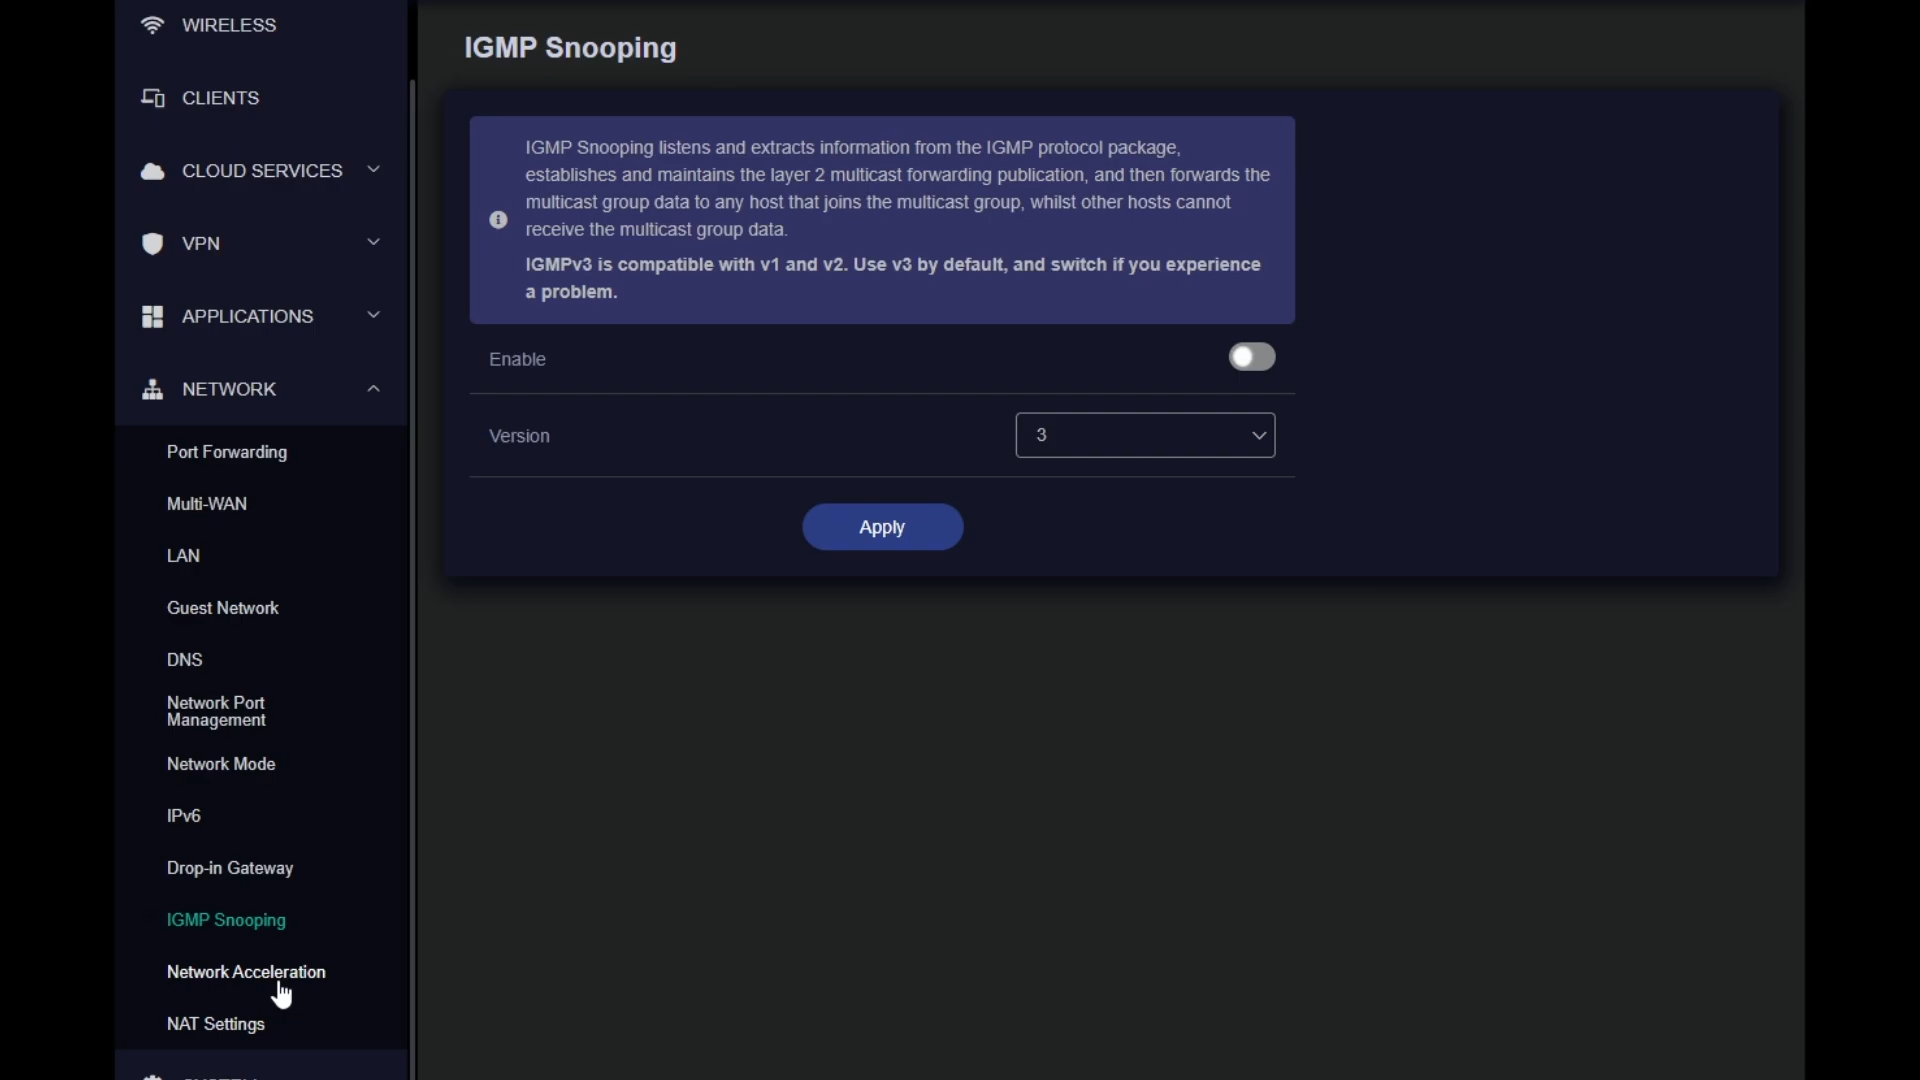 WIRELESS
CLIENTS
CLOUD SERVICES
VPN
APPLICATIONS
NETWORK
Port Forwarding
Multi-WAN
LAN
Guest Network
DNS
Network Port
Management
Network Mode
IPv6
Drop-in Gateway
IGMP Snooping
Network Acceleration
NAT Settings
IGMP Snooping
IGMP Snooping listens and extracts information from the IGMP protocol package,
establishes and maintains the layer 2 multicast forwarding publication, and then forwards the
multicast group data to any host that joins the multicast group, whilst other hosts cannot
receive the multicast group data.
IGMPv3 is compatible with v1 and v2. Use v3 by default, and switch if you experience
a problem.
Enable
Version
3
Apply